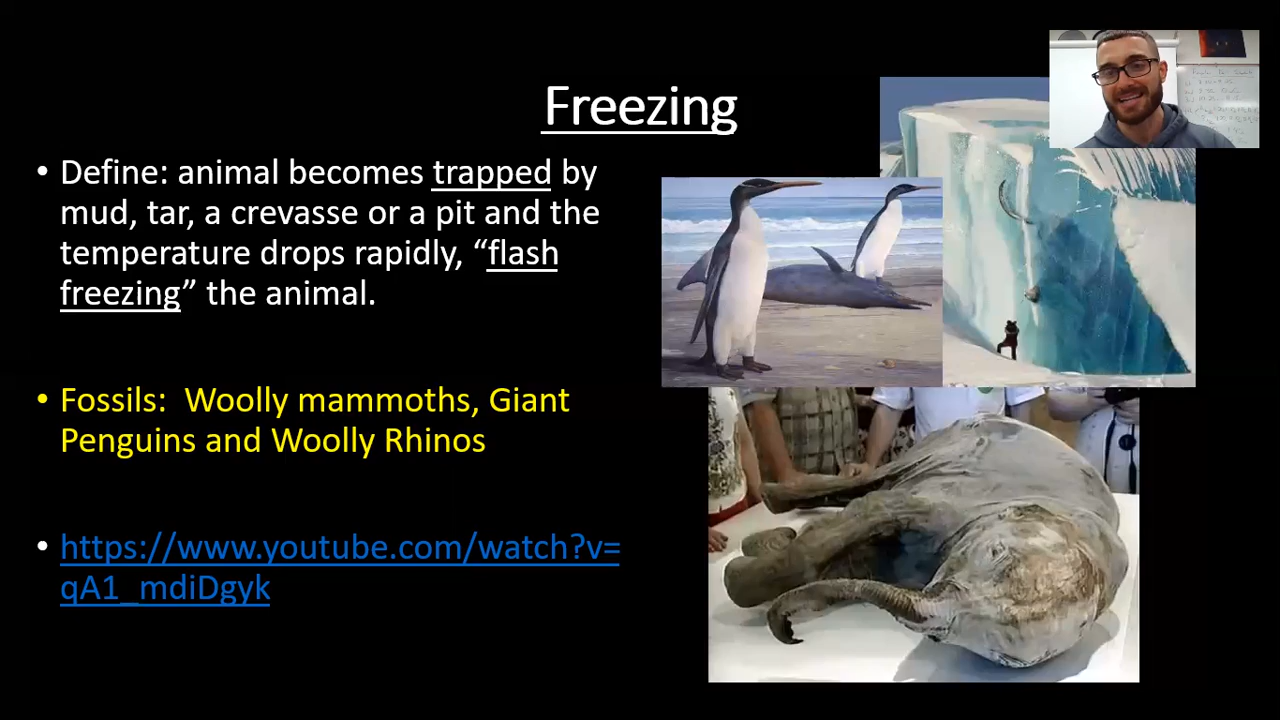 Freezing
• Define: animal becomes trapped by
mud, tar, a crevasse or a pit and the
temperature drops rapidly, “flash
freezing” the animal.
• Fossils:  Woolly mammoths, Giant
Penguins and Woolly Rhinos
• https://www.youtube.com/watch?v=
qA1_mdiDgyk